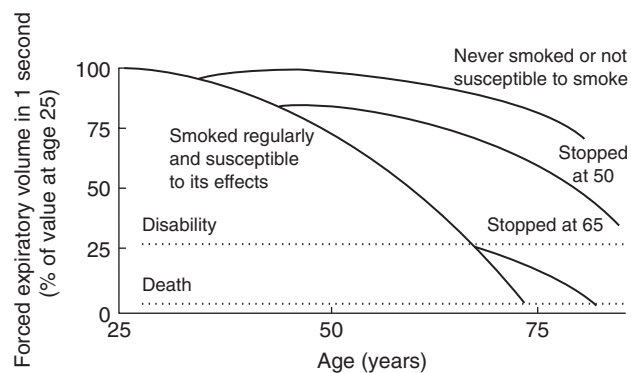 Forced expiratory volume in 1 second
(% of value at age 25)
100
75
50
25
0
Never smoked or not
susceptible to smoke
Smoked regularly
and susceptible
to its effects
Stopped
at 50
Disability
Stopped at 65
Death
25
50
75
Age (years)